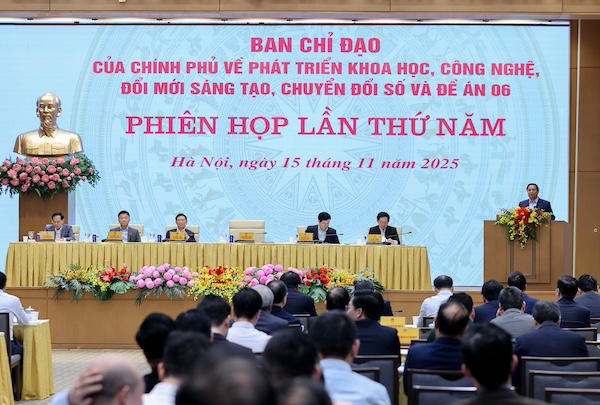 BAN CHỈ ĐẠO
CỦA CHÍNH PHỦ VỀ PHÁT TRIỂN KHOA HỌC, CÔNG NGHỆ,
ĐỔI MỚI SÁNG TẠO, CHUYỂN ĐỔI SỐ VÀ ĐỀ ÁN 06
PHIÊN HỌP LẦN THỨ NĂM
Hà Nội, ngày 15 tháng 11 năm 2025